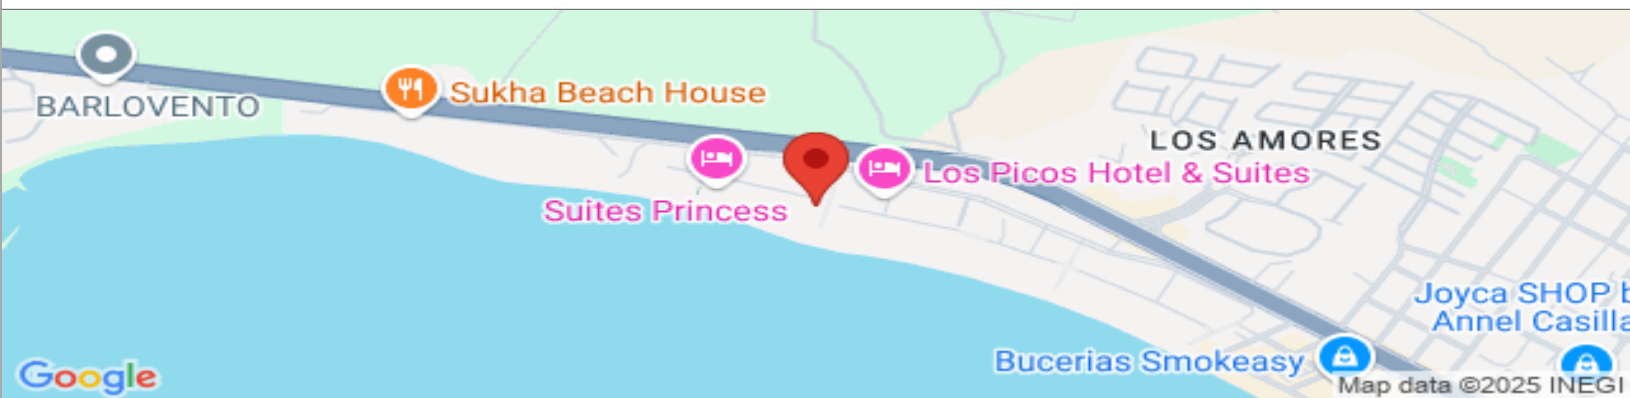 BARLOVENTO
Sukha Beach House
LOS AMORES
Los Picos Hotel & Suites
Suites Princess
Joyca SHOP b
Annel Casilla
Bucerias Smokeasy
Google
Map data ©2025 INEGI